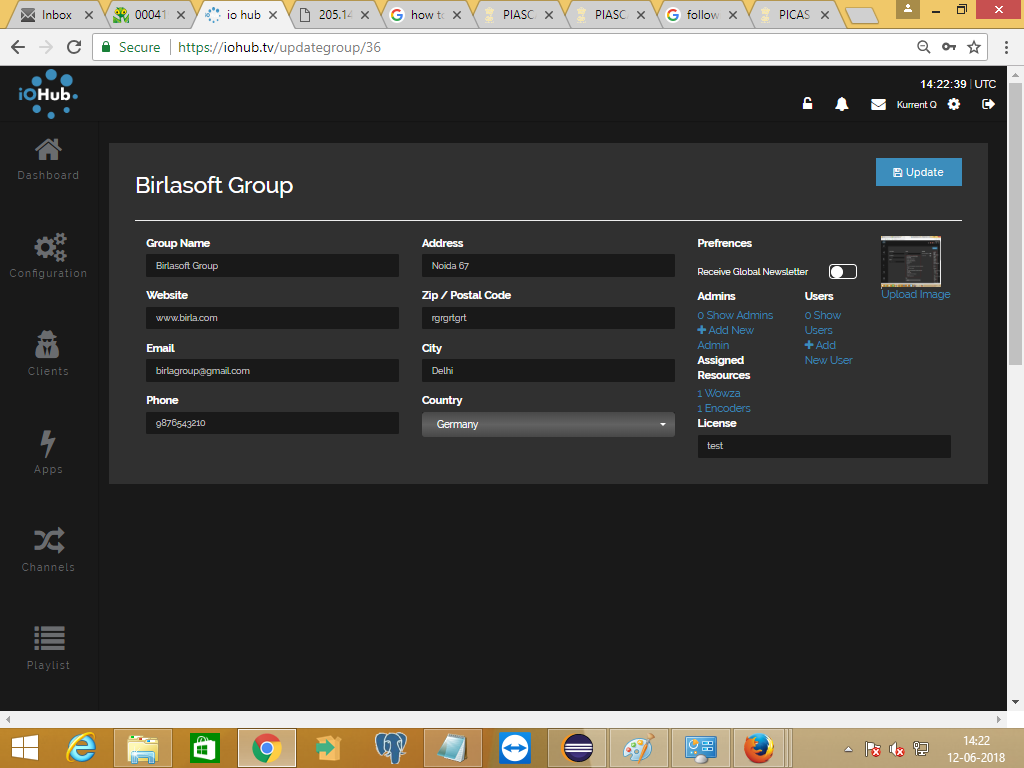 Inbox
00041
io hub
205.14
how to
PIASC
PIASC
follow
PICAS
Secure
https://iohub.tv/updategroup/36
ioHub
14:22:39 | UTC
Kurrent Q
Dashboard
Configuration
Clients
Apps
Channels
Playlist
Birlasoft Group
Update
Group Name
Birlasoft Group
Website
www.birla.com
Email
birlagroup@gmail.com
Phone
9876543210
Address
Noida 67
Zip / Postal Code
rgrgrtgrt
City
Delhi
Country
Germany
Prefrences
Receive Global Newsletter
Upload Image
Admins
0 Show Admins
Add New
Admin
Users
0 Show
Users
Add
New User
Assigned
Resources
1 Wowza
1 Encoders
License
test
14:22
12-06-2018